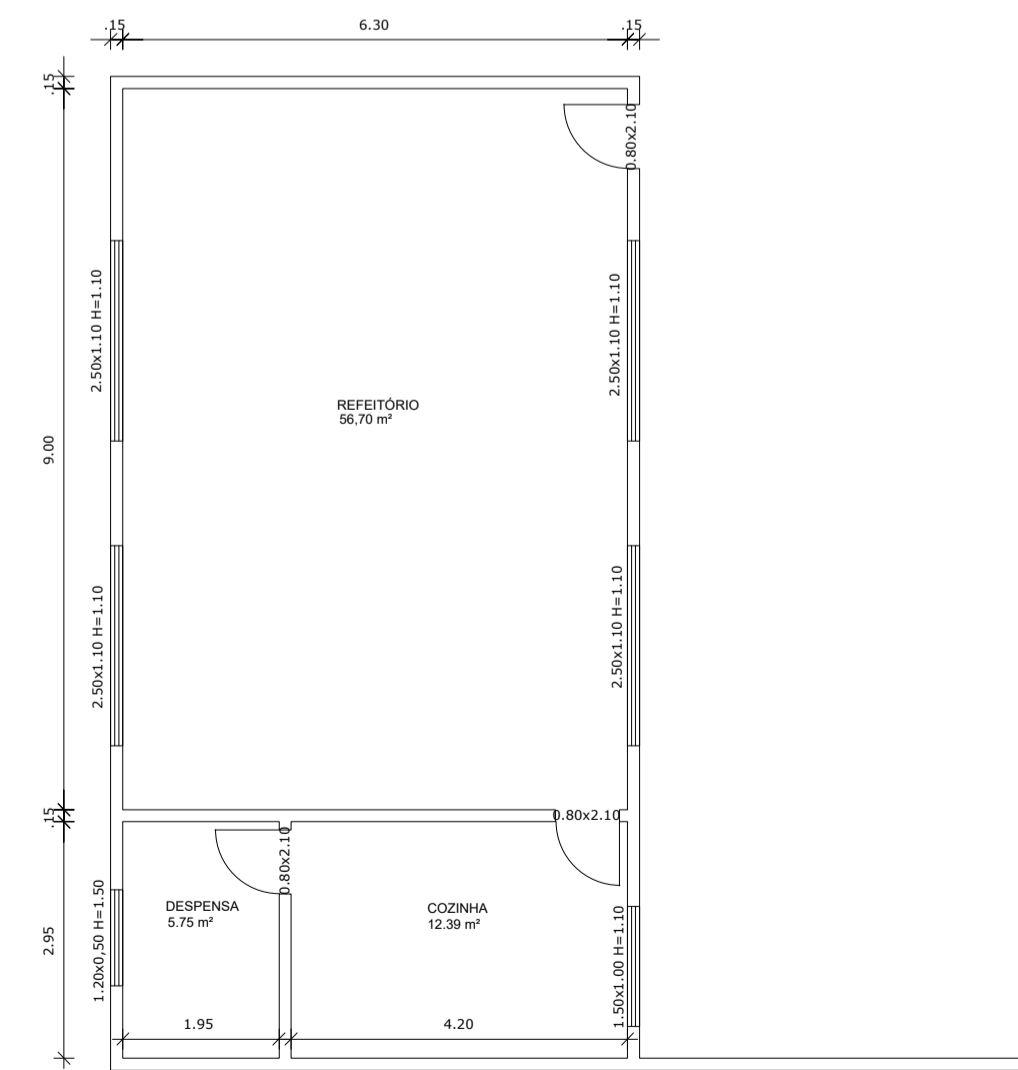 .15
6.30
.15
.15
0.80x2.10
2.50x1.10 H=1.10
2.50x1.10 H=1.10
REFEITÓRIO
56,70 m²
9.00
2.50x1.10 H=1.10
2.50x1.10 H=1.10
.15
0.80x2.10
0.80x2.10
DESPENSA
5.75 m²
COZINHA
12.39 m²
1.20x0,50 H=1.50
2.95
1.50x1.00 H=1.10
1.95
4.20